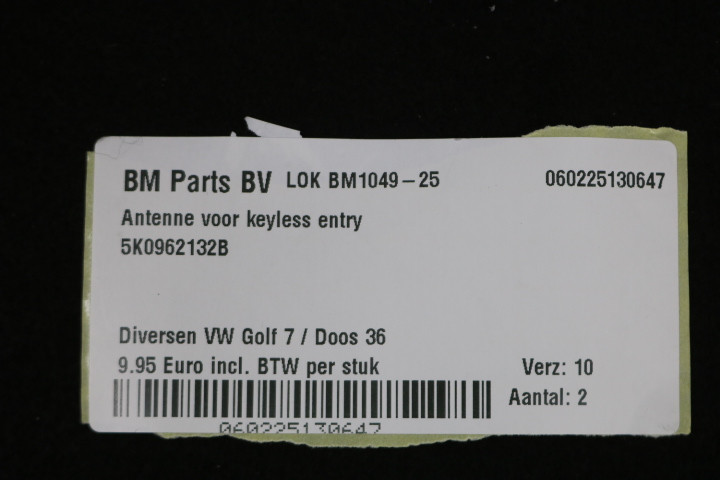 BM Parts BV LOK BM1049-25 060225130647
Antenne voor keyless entry
5K0962132B
Diversen VW Golf 7 / Doos 36
9.95 Euro incl. BTW per stuk Verz: 10
Aantal: 2
060225130647